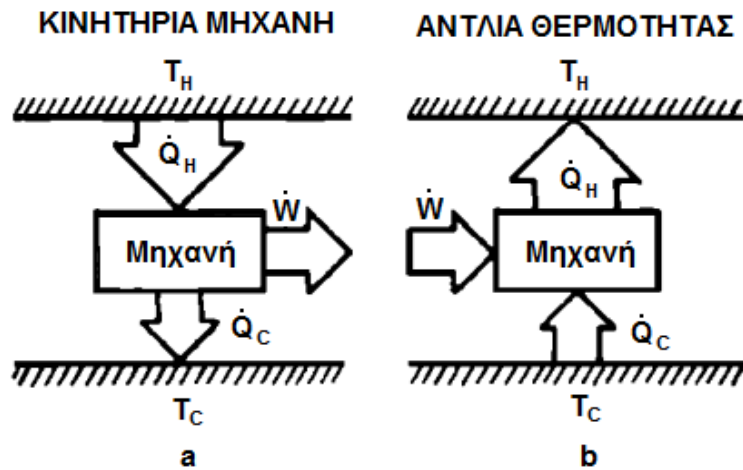 ΚΙΝΗΤΗΡΙΑ ΜΗΧΑΝΗ
T_H
Q̇_H
Ẇ
Μηχανή
Q̇_C
T_C
a
ΑΝΤΛΙΑ ΘΕΡΜΟΤΗΤΑΣ
T_H
Q̇_H
Ẇ
Μηχανή
Q̇_C
T_C
b